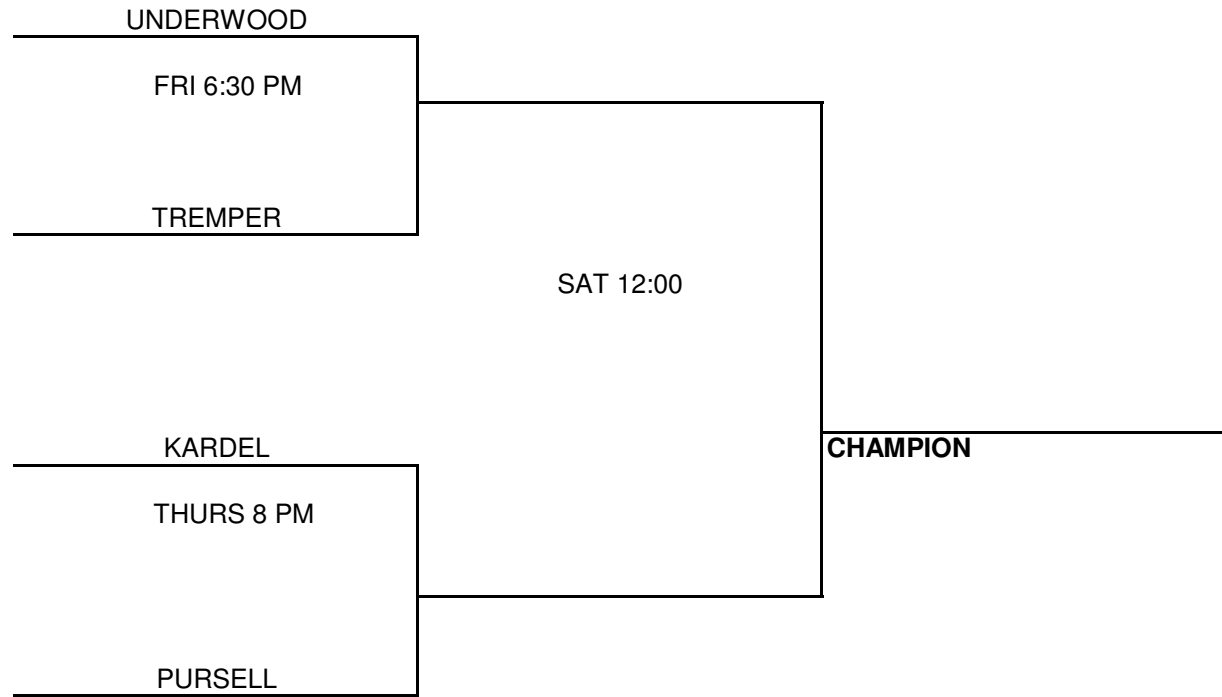 UNDERWOOD
FRI 6:30 PM
TREMPER
SAT 12:00
KARDEL
CHAMPION
THURS 8 PM
PURSELL